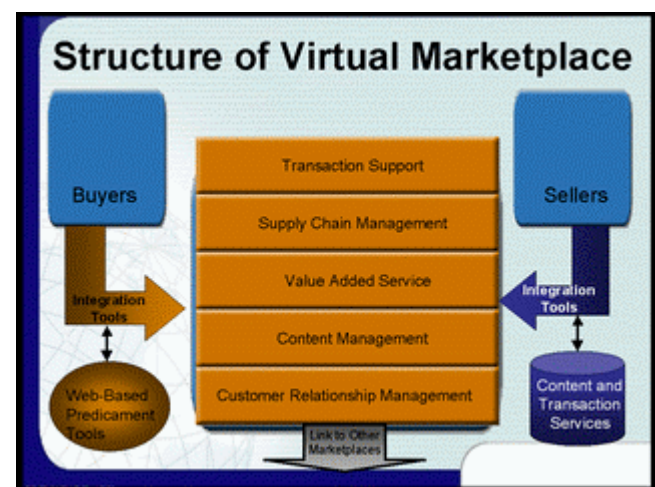 Structure of Virtual Marketplace
Buyers
Sellers
Transaction Support
Supply Chain Management
Value Added Service
Content Management
Customer Relationship Management
Integration
Tools
Integration
Tools
Web-Based
Predicament
Tools
Content and
Transaction
Services
Link to Other
Marketplaces